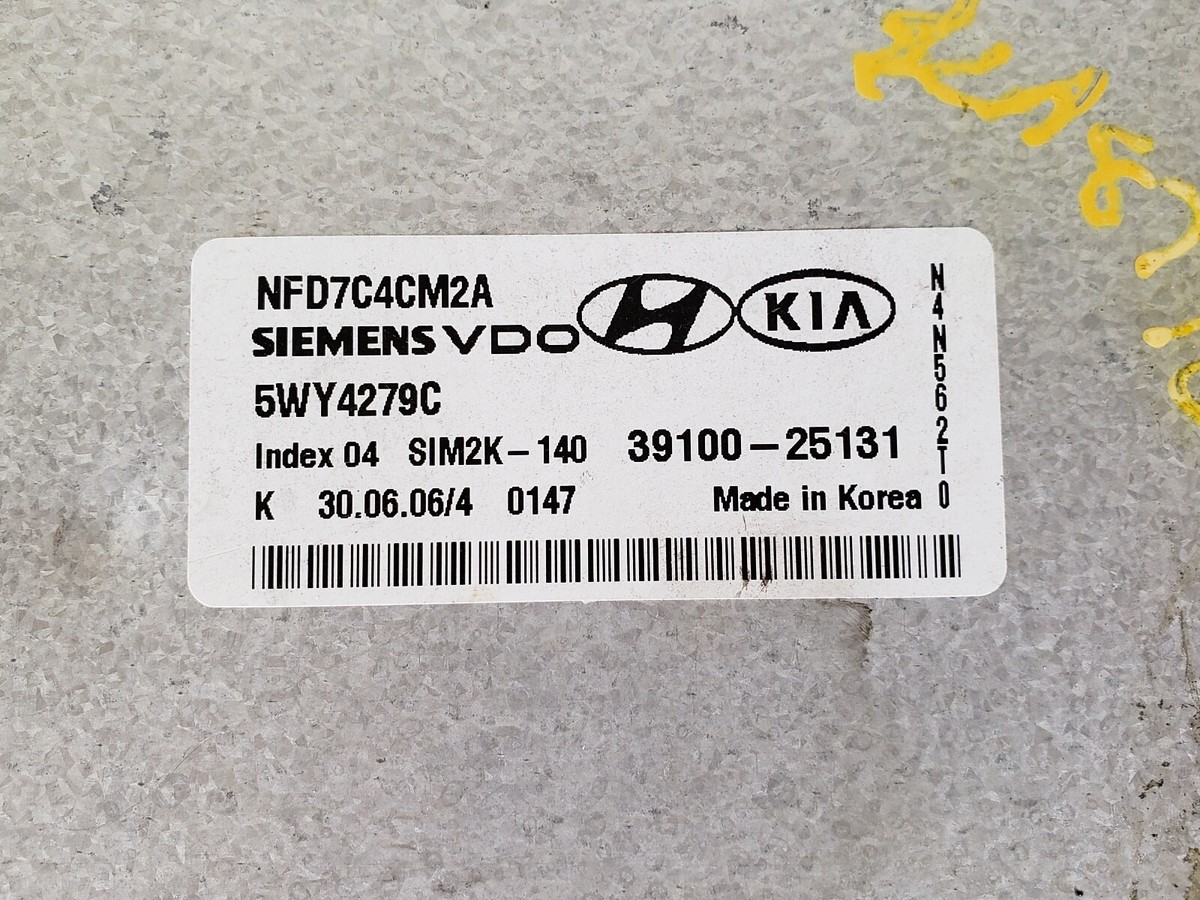 NFD7C4CM2A
SIEMENS VDO
KIA
5WY4279C
Index 04 SIM2K-140 39100-25131
K 30.06.06/4 0147 Made in Korea
N4N562T0